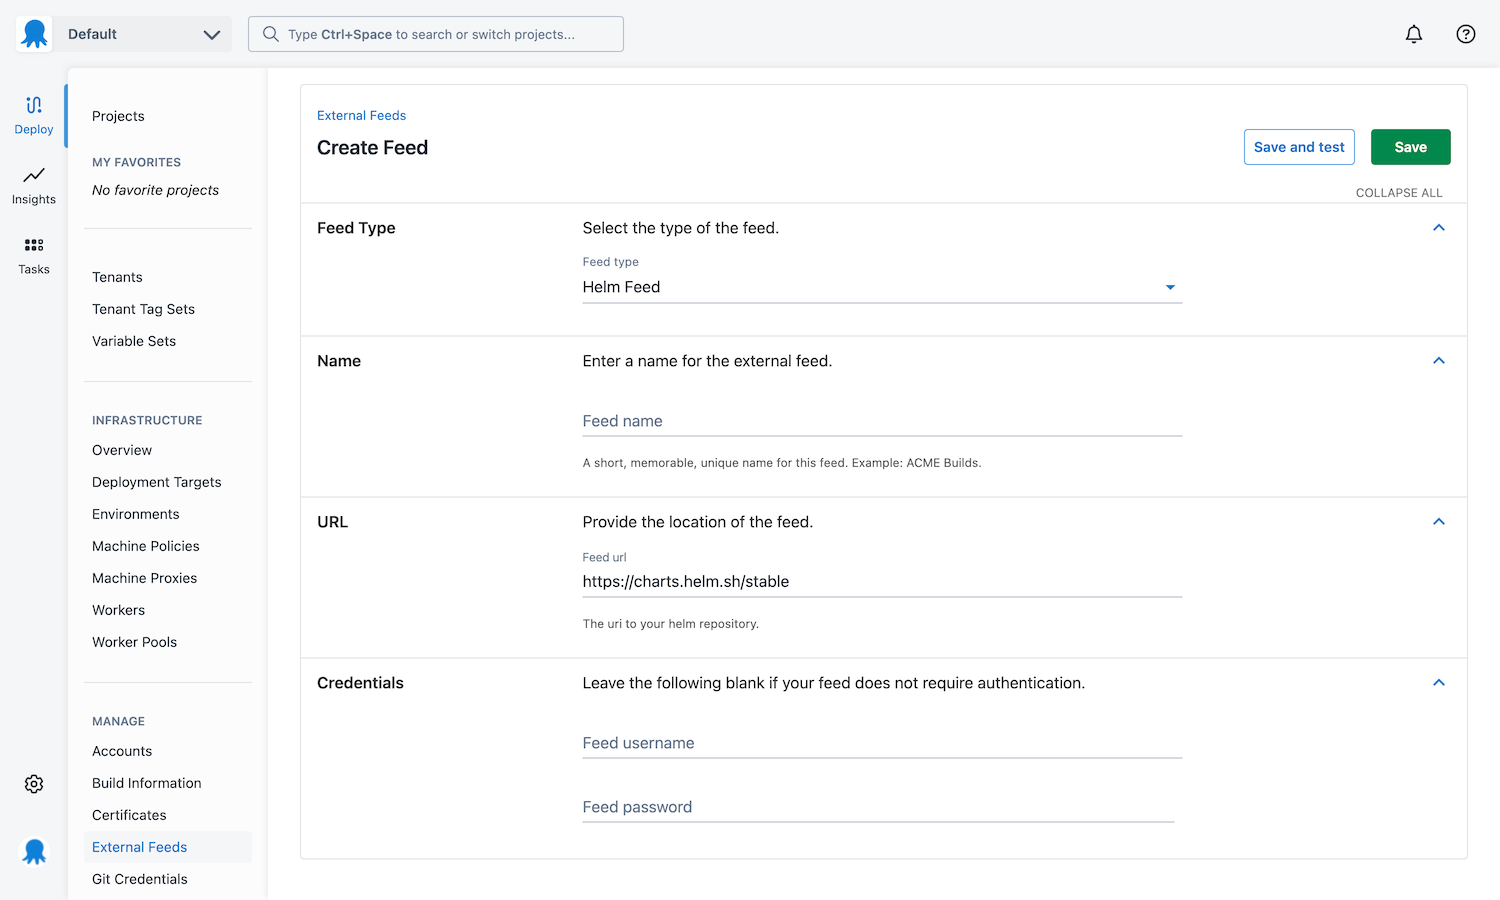 Default
Type Ctrl+Space to search or switch projects...
Deploy
Insights
Tasks
Projects
MY FAVORITES
No favorite projects
Tenants
Tenant Tag Sets
Variable Sets
INFRASTRUCTURE
Overview
Deployment Targets
Environments
Machine Policies
Machine Proxies
Workers
Worker Pools
MANAGE
Accounts
Build Information
Certificates
External Feeds
Git Credentials
External Feeds
Create Feed
Save and test
Save
COLLAPSE ALL
Feed Type
Select the type of the feed.
Feed type
Helm Feed
Name
Enter a name for the external feed.
Feed name
A short, memorable, unique name for this feed. Example: ACME Builds.
URL
Provide the location of the feed.
Feed url
https://charts.helm.sh/stable
The uri to your helm repository.
Credentials
Leave the following blank if your feed does not require authentication.
Feed username
Feed password